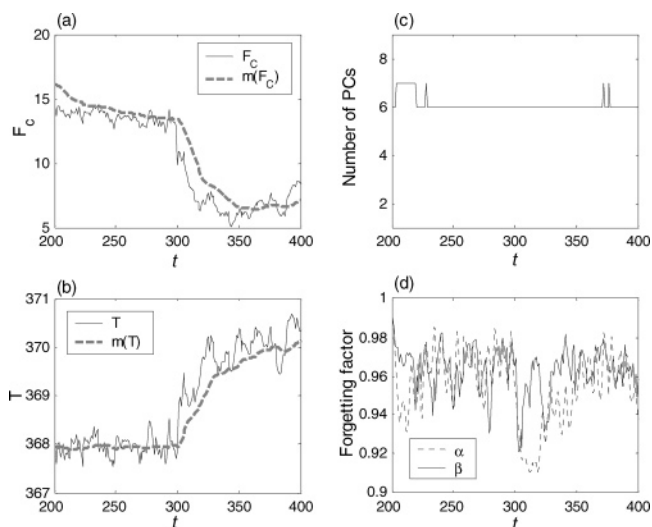 (a)
20
15
10
5
F_C
F_C
m(F_C)
200 250 300 350 400
t
(c)
8
6
4
2
Number of PCs
200 250 300 350 400
t
(b)
371
370
369
368
367
T
T
m(T)
200 250 300 350 400
t
(d)
1
0.98
0.96
0.94
0.92
0.9
Forgetting factor
α
β
200 250 300 350 400
t